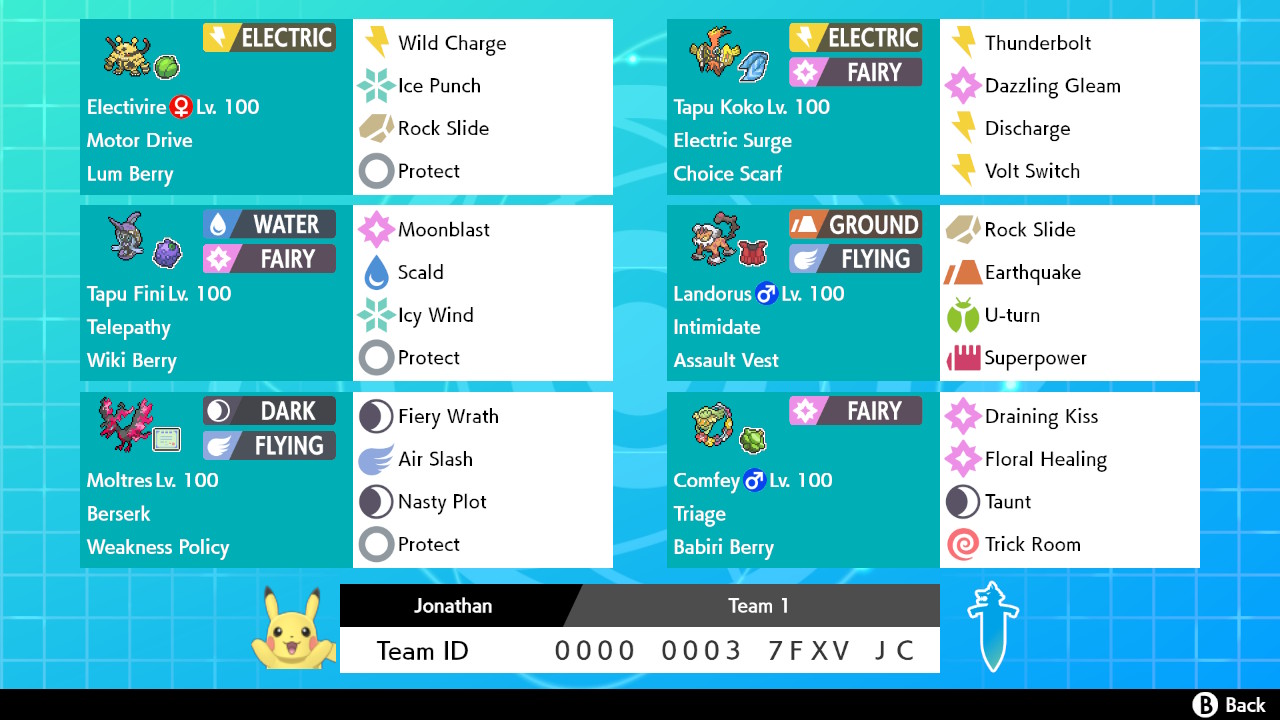 ELECTRIC
Electivire Lv. 100
Motor Drive
Lum Berry
Wild Charge
Ice Punch
Rock Slide
Protect
ELECTRIC
FAIRY
Tapu Koko Lv. 100
Electric Surge
Choice Scarf
Thunderbolt
Dazzling Gleam
Discharge
Volt Switch
WATER
FAIRY
Tapu Fini Lv. 100
Telepathy
Wiki Berry
Moonblast
Scald
Icy Wind
Protect
GROUND
FLYING
Landorus Lv. 100
Intimidate
Assault Vest
Rock Slide
Earthquake
U-turn
Superpower
DARK
FLYING
Moltres Lv. 100
Berserk
Weakness Policy
Fiery Wrath
Air Slash
Nasty Plot
Protect
FAIRY
Comfey Lv. 100
Triage
Babiri Berry
Draining Kiss
Floral Healing
Taunt
Trick Room
Jonathan Team 1
Team ID 0000 0003 7FXV JC
B Back